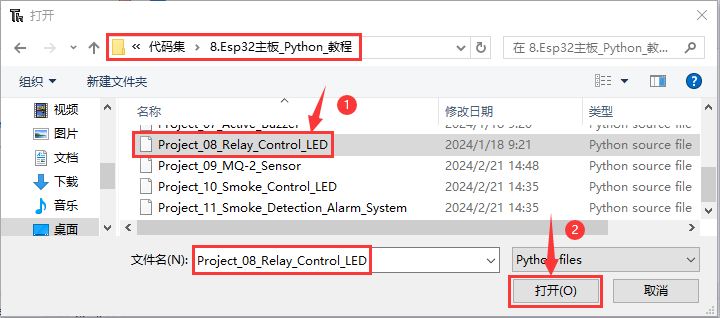 打开
« 代码集 › 8.Esp32主板_Python_教程
在 8.Esp32主板_Python_教...
组织 新建文件夹
视频
图片
文档
下载
音乐
桌面
名称 修改日期 类型
Project_07_Active_Buzzer 2024/1/18 9:20 Python source file
Project_08_Relay_Control_LED 2024/1/18 9:21 Python source file
Project_09_MQ-2_Sensor 2024/2/21 14:48 Python source file
Project_10_Smoke_Control_LED 2024/2/21 14:35 Python source file
Project_11_Smoke_Detection_Alarm_System 2024/2/21 14:35 Python source file
1
2
文件名(N): Project_08_Relay_Control_LED Python files
打开(O) 取消